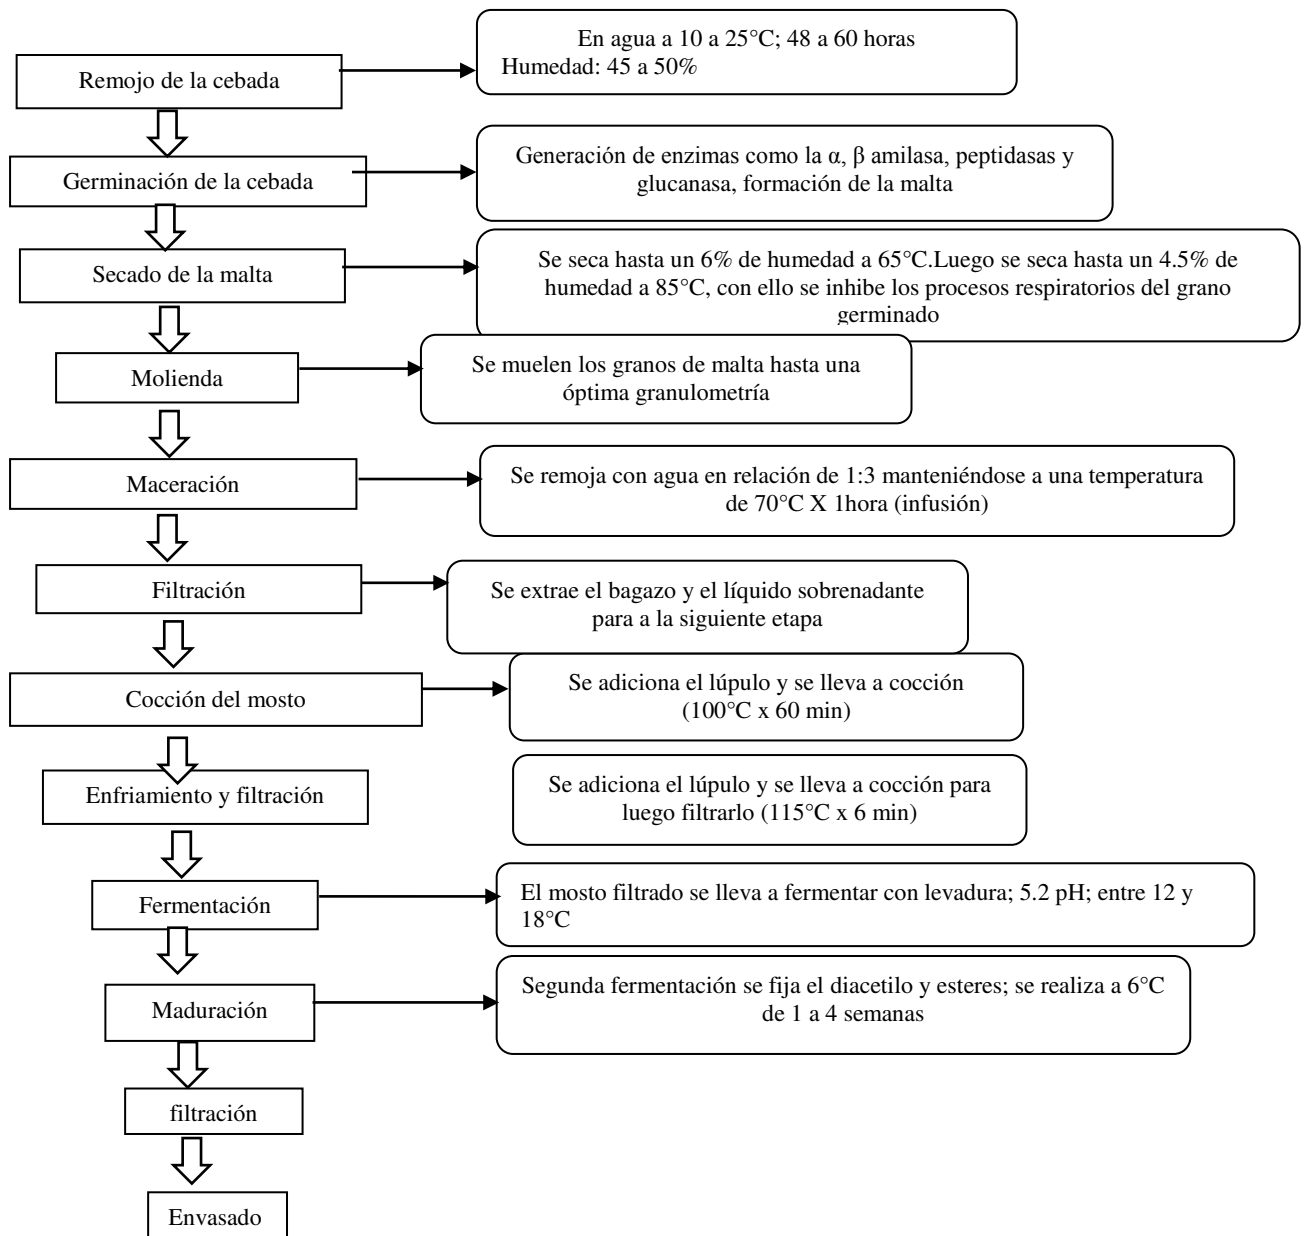 Remojo de la cebada
En agua a 10 a 25°C; 48 a 60 horas
Humedad: 45 a 50%
Germinación de la cebada
Generación de enzimas como la α, β amilasa, peptidasas y
glucanasa, formación de la malta
Secado de la malta
Se seca hasta un 6% de humedad a 65°C.Luego se seca hasta un 4.5% de
humedad a 85°C, con ello se inhibe los procesos respiratorios del grano
germinado
Molienda
Se muelen los granos de malta hasta una
óptima granulometría
Maceración
Se remoja con agua en relación de 1:3 manteniéndose a una temperatura
de 70°C X 1hora (infusión)
Filtración
Se extrae el bagazo y el líquido sobrenadante
para a la siguiente etapa
Cocción del mosto
Se adiciona el lúpulo y se lleva a cocción
(100°C x 60 min)
Enfriamiento y filtración
Se adiciona el lúpulo y se lleva a cocción para
luego filtrarlo (115°C x 6 min)
Fermentación
El mosto filtrado se lleva a fermentar con levadura; 5.2 pH; entre 12 y
18°C
Maduración
Segunda fermentación se fija el diacetilo y esteres; se realiza a 6°C
de 1 a 4 semanas
filtración
Envasado